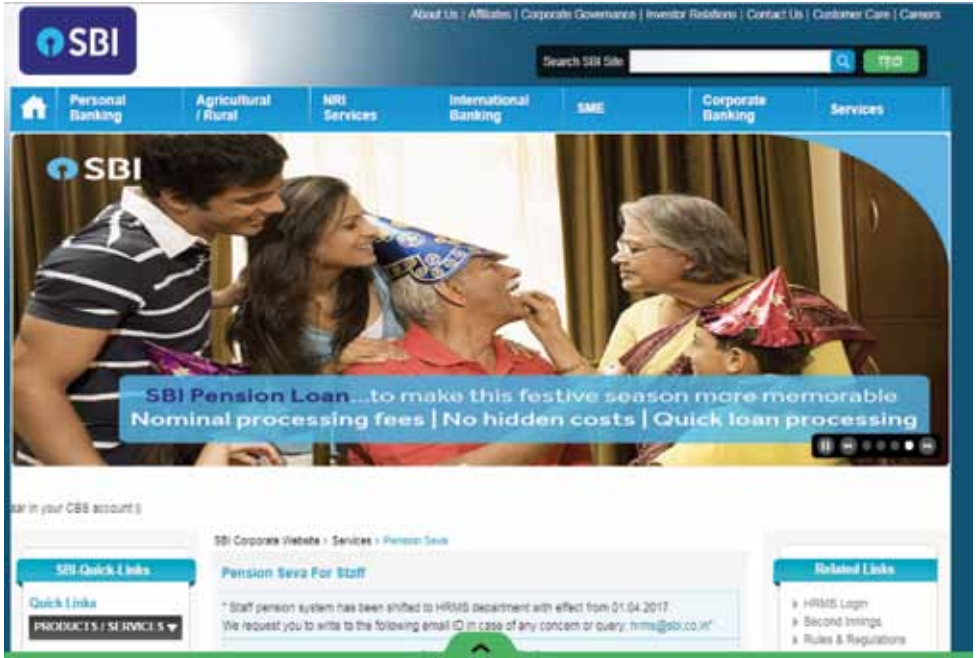 SBI
About Us | Affiliates | Corporate Governance | Investor Relations | Contact Us | Customer Care | Careers
Search SBI Site
हिंदी
Personal Banking
Agricultural / Rural
NRI Services
International Banking
SME
Corporate Banking
Services
SBI
SBI Pension Loan...to make this festive season more memorable
Nominal processing fees | No hidden costs | Quick loan processing
ar in your CBS account
SBI Corporate Website > Services > Pension Seva
SBI-Quick-Links
Quick Links
PRODUCTS / SERVICES
Pension Seva For Staff
" Staff pension system has been shifted to HRMS department with effect from 01.04.2017.
We request you to write to the following email ID in case of any concern or query: hrms@sbi.co.in"
Related Links
HRMS Login
Second Innings
Rules & Regulations